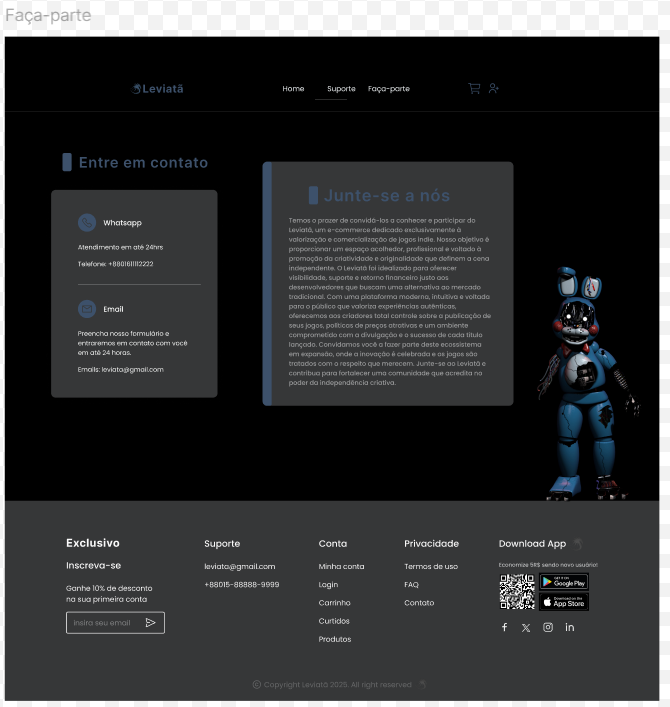 Faça-parte
Leviatã
Home Suporte Faça-parte
Entre em contato
Whatsapp
Atendimento em até 24hrs
Telefone: +8801611112222
Email
Preencha nosso formulário e
entraremos em contato com você
em até 24 horas.
Emails: leviata@gmail.com
Junte-se a nós
Temos o prazer de convidá-los a conhecer e participar do
Leviatã, um e-commerce dedicado exclusivamente à
valorização e comercialização de jogos indie. Nosso objetivo é
proporcionar um espaço acolhedor, profissional e voltado à
promoção da criatividade e originalidade que definem a cena
independente. O Leviatã foi idealizado para oferecer
visibilidade, suporte e retorno financeiro justo aos
desenvolvedores que buscam uma alternativa ao mercado
tradicional. Com uma plataforma moderna, intuitiva e voltada
para o público que valoriza experiências autênticas,
oferecemos aos criadores total controle sobre a publicação de
seus jogos, políticas de preços atrativas e um ambiente
comprometido com a divulgação e o sucesso de cada título
lançado. Convidamos você a fazer parte deste ecossistema
em expansão, onde a inovação é celebrada e os jogos são
tratados com o respeito que merecem. Junte-se ao Leviatã e
contribua para fortalecer uma comunidade que acredita no
poder da independência criativa.
Exclusivo
Inscreva-se
Ganhe 10% de desconto
na sua primeira conta
Insira seu email
Suporte
leviata@gmail.com
+88015-88888-9999
Conta
Minha conta
Login
Carrinho
Curtidos
Produtos
Privacidade
Termos de uso
FAQ
Contato
Download App
Economize 5R$ sendo novo usuário!
GET IT ON
Google Play
Download on the
App Store
© Copyright Leviatã 2025. All right reserved